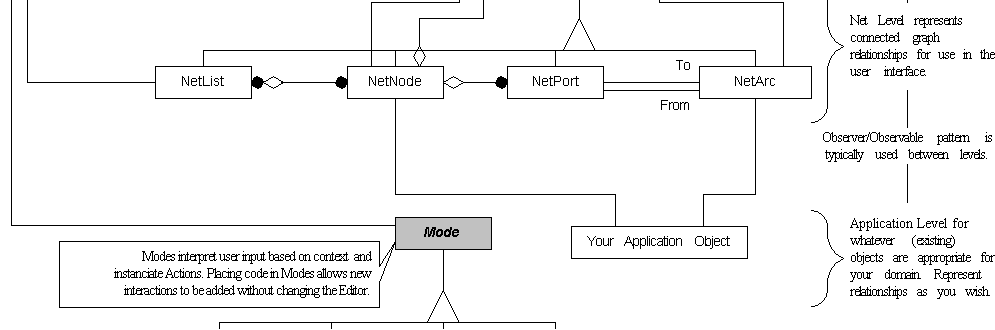 Net Level represents
connected graph
relationships for use in the
user interface.
To
NetList
NetNode
NetPort
NetArc
From
Observer/Observable pattern is
typically used between levels.
Mode
Your Application Object
Application Level for
whatever (existing)
objects are appropriate for
your domain. Represent
relationships as you wish.
Modes interpret user input based on context and
instanciate Actions. Placing code in Modes allows new
interactions to be added without changing the Editor.